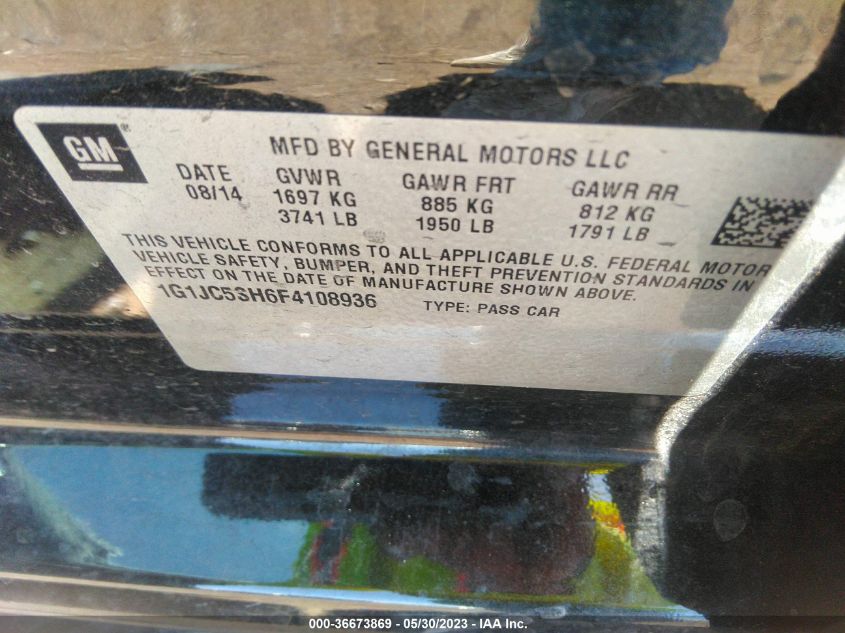 GM®
MFD BY GENERAL MOTORS LLC
DATE GVWR GAWR FRT GAWR RR
08/14 1697 KG 885 KG 812 KG
3741 LB 1950 LB 1791 LB
THIS VEHICLE CONFORMS TO ALL APPLICABLE U.S. FEDERAL MOTOR
VEHICLE SAFETY, BUMPER, AND THEFT PREVENTION STANDARDS IN
EFFECT ON THE DATE OF MANUFACTURE SHOWN ABOVE.
1G1JC5SH6F4108936 TYPE: PASS CAR
000-36673869 — 05/30/2023 — IAA Inc.